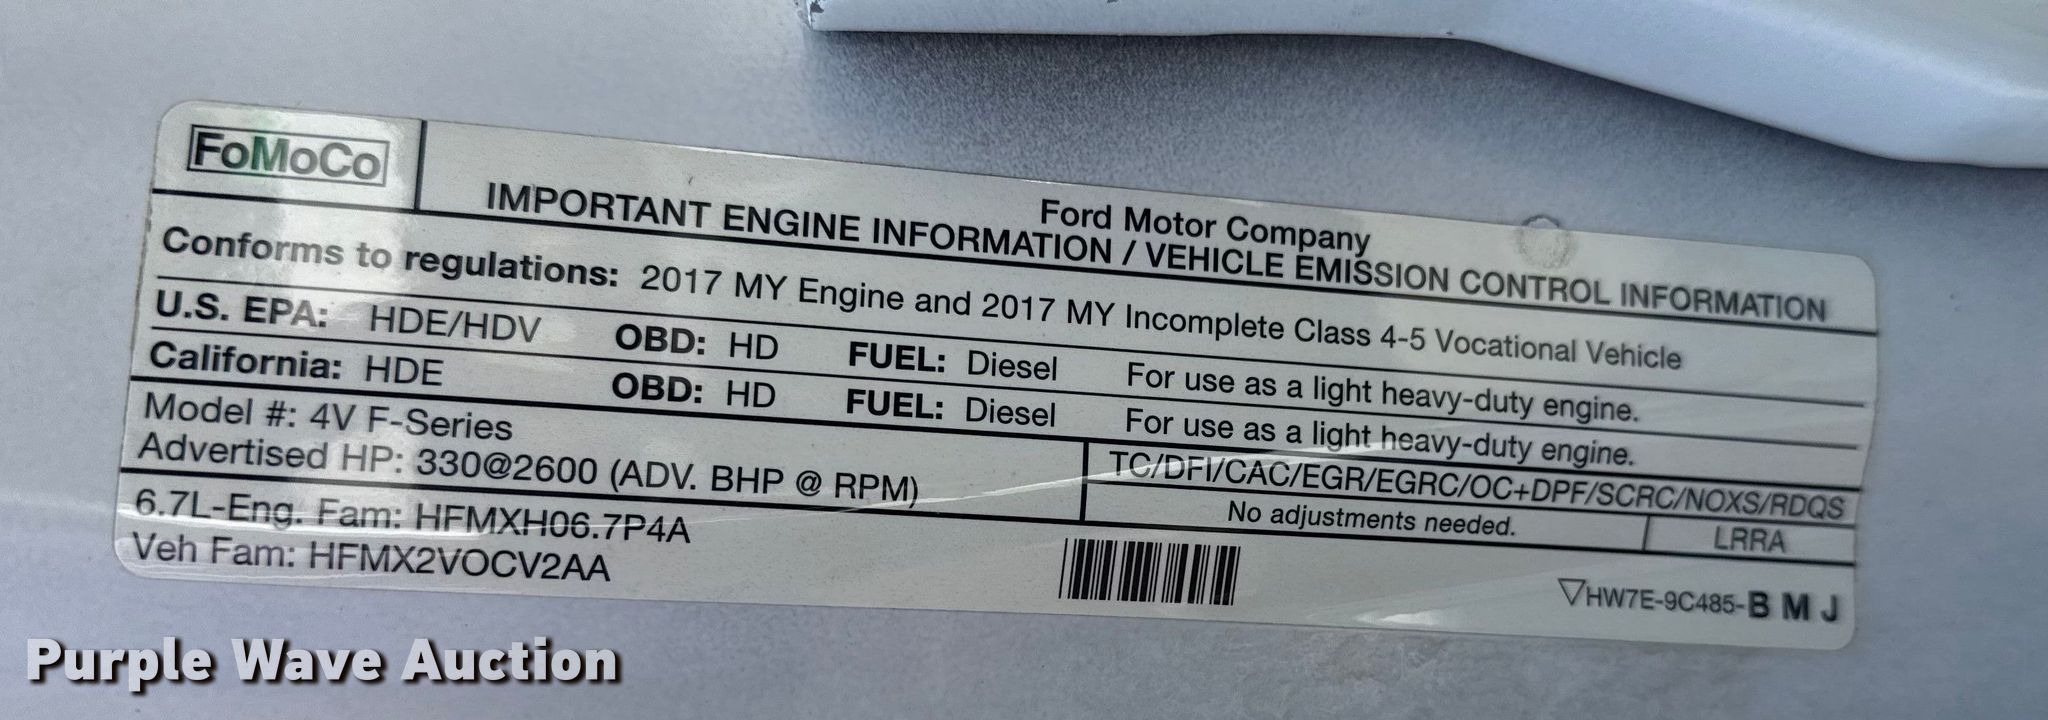 FoMoCo
Ford Motor Company
IMPORTANT ENGINE INFORMATION / VEHICLE EMISSION CONTROL INFORMATION
Conforms to regulations: 2017 MY Engine and 2017 MY Incomplete Class 4-5 Vocational Vehicle
U.S. EPA: HDE/HDV OBD: HD FUEL: Diesel For use as a light heavy-duty engine.
California: HDE OBD: HD FUEL: Diesel For use as a light heavy-duty engine.
Model #: 4V F-Series
Advertised HP: 330@2600 (ADV. BHP @ RPM)
TC/DFI/CAC/EGR/EGRC/OC+DPF/SCRC/NOXS/RDQS
No adjustments needed. LRRA
6.7L-Eng. Fam: HFMXH06.7P4A
Veh Fam: HFMX2VOCV2AA
▽HW7E-9C485-B M J
Purple Wave Auction